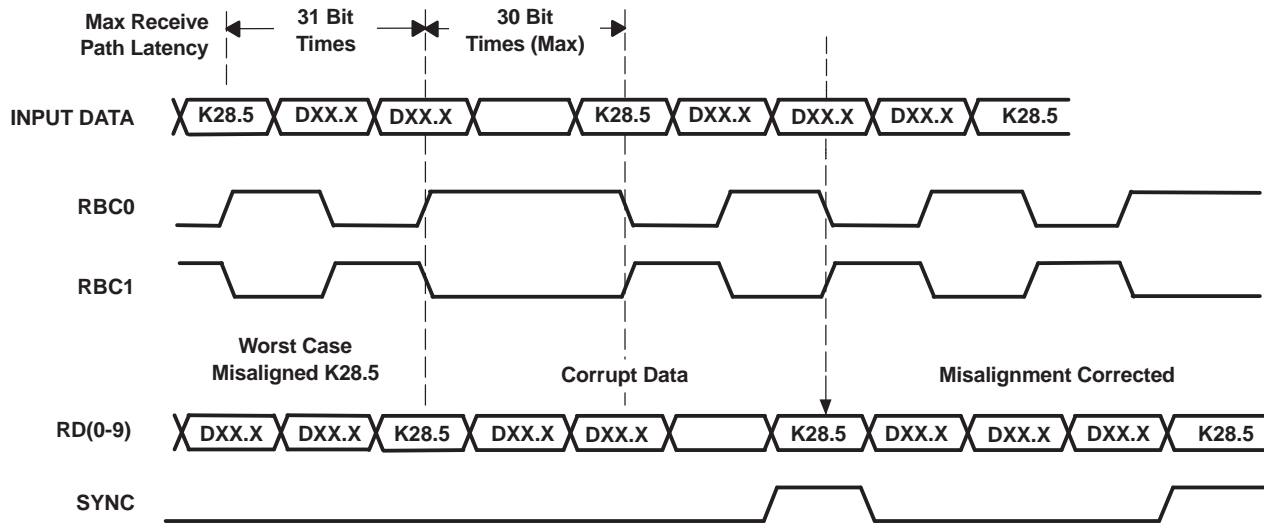 Max Receive
Path Latency
31 Bit
Times
30 Bit
Times (Max)
INPUT DATA
K28.5 DXX.X DXX.X K28.5 DXX.X DXX.X DXX.X K28.5
RBC0
RBC1
Worst Case
Misaligned K28.5
Corrupt Data
Misalignment Corrected
RD(0-9)
DXX.X DXX.X K28.5 DXX.X DXX.X K28.5 DXX.X DXX.X DXX.X K28.5
SYNC